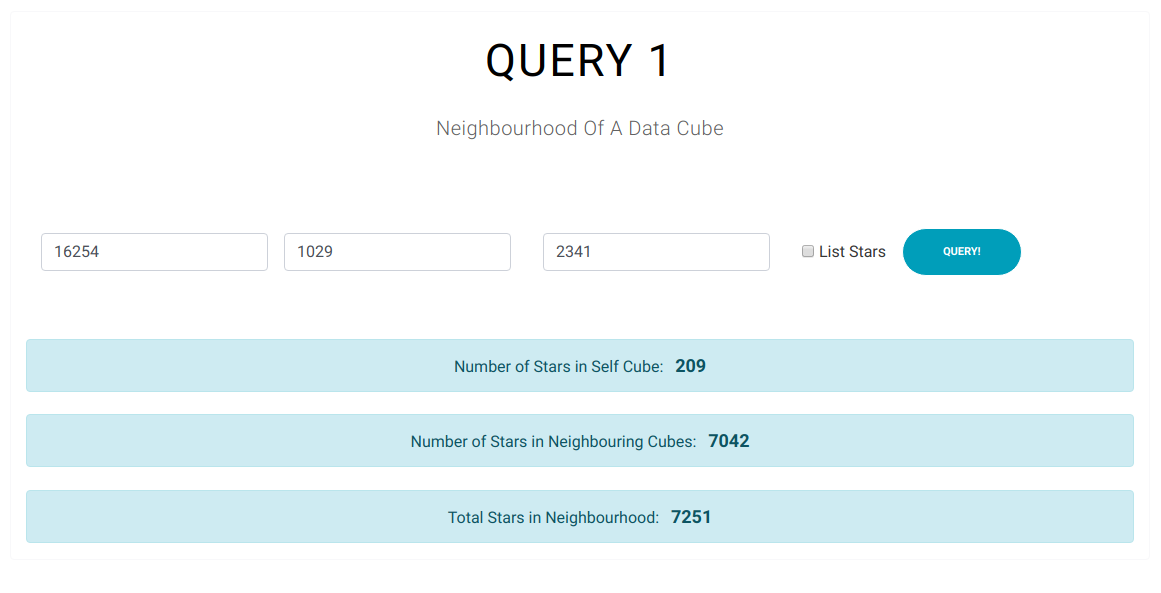 QUERY 1
Neighbourhood Of A Data Cube
16254 1029 2341 List Stars QUERY!
Number of Stars in Self Cube: 209
Number of Stars in Neighbouring Cubes: 7042
Total Stars in Neighbourhood: 7251